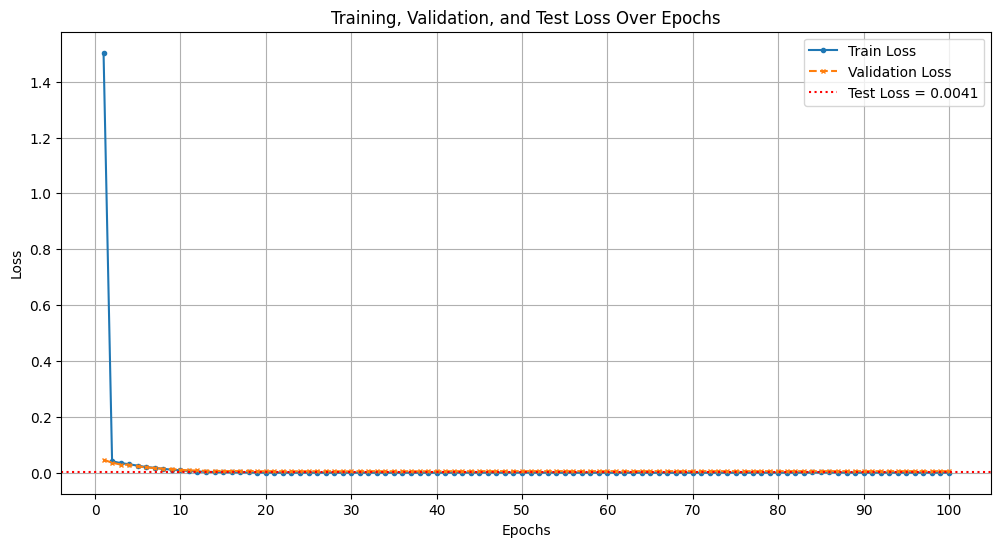 Training, Validation, and Test Loss Over Epochs
Train Loss
Validation Loss
Test Loss = 0.0041
Loss
1.4
1.2
1.0
0.8
0.6
0.4
0.2
0.0
0 10 20 30 40 50 60 70 80 90 100
Epochs